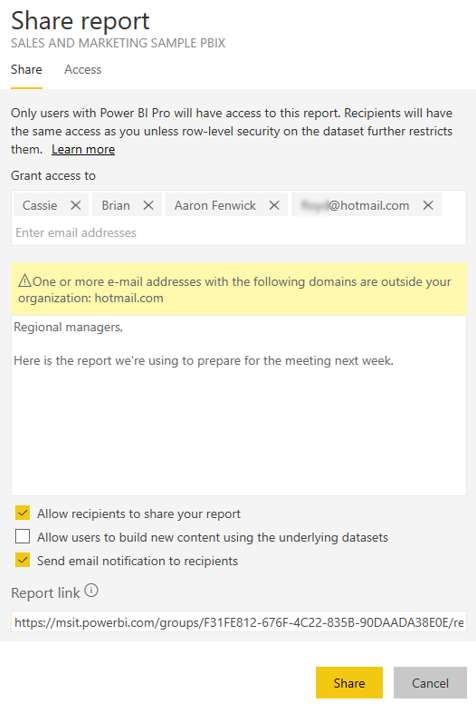 Share report
SALES AND MARKETING SAMPLE PBIX
Share Access
Only users with Power BI Pro will have access to this report. Recipients will have
the same access as you unless row-level security on the dataset further restricts
them. Learn more
Grant access to
Cassie Brian Aaron Fenwick @hotmail.com
Enter email addresses
One or more e-mail addresses with the following domains are outside your
organization: hotmail.com
Regional managers,
Here is the report we're using to prepare for the meeting next week.
Allow recipients to share your report
Allow users to build new content using the underlying datasets
Send email notification to recipients
Report link
https://msit.powerbi.com/groups/F31FE812-676F-4C22-835B-90DAADA38E0E/re
Share Cancel